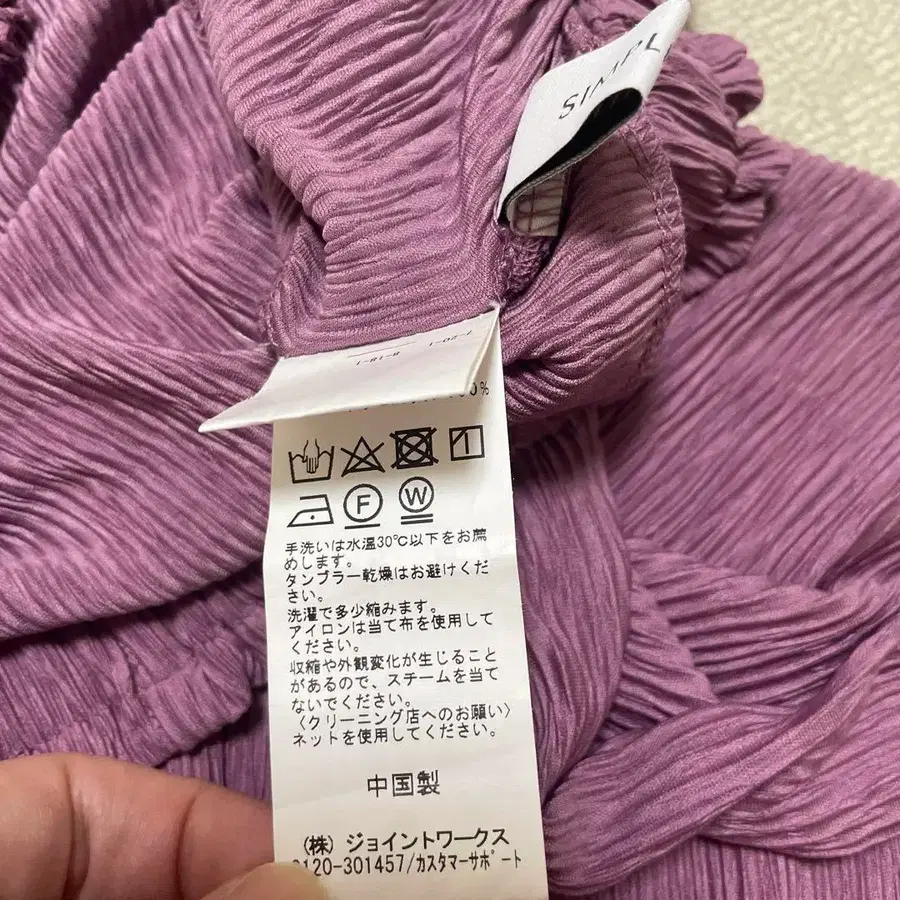 SIMPL
00%
F
W
手洗いは水温30℃以下をお薦
めします。
タンブラー乾燥はお避けくだ
さい。
洗濯で多少縮みます。
アイロンは当て布を使用して
ください。
収縮や外観変化が生じること
があるので、スチームを当て
ないでください。
〈クリーニング店へのお願い〉
ネットを使用してください。
中国製
(株) ジョイントワークス
0120-301457/カスタマーサポート